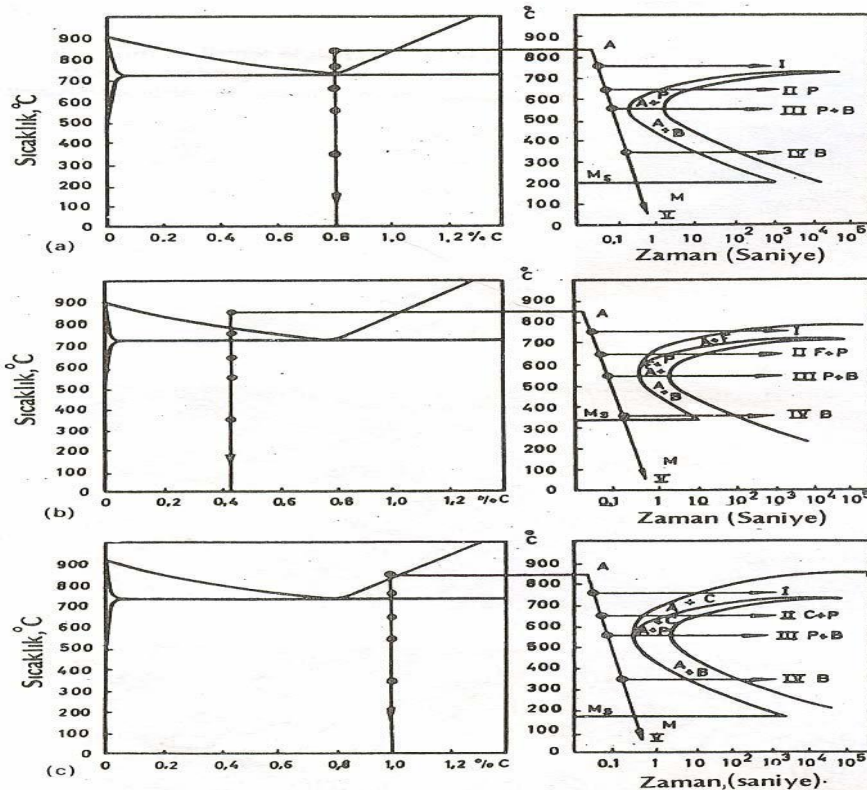 °C
900
800
700
600
500
400
300
200
100
0
Sıcaklık,°C
0 0,2 0,4 0,6 0.8 1,0 1,2 % C
(a)
900
800
700
600
500
400
300
200
100
0
A
I
II P
III P+B
IV B
A+P
A+B
Ms
M
V
0,1 1 10 10² 10³ 10⁴ 10⁵
Zaman (Saniye)
°C
900
800
700
600
500
400
300
200
100
0
Sıcaklık,°C
0 0,2 0,4 0,6 0,8 1,0 1,2 % C
(b)
900
800
700
600
500
400
300
200
100
0
A
I
II F+P
III P+B
IV B
A+F
A+B
Ms
M
V
0,1 1 10 10² 10³ 10⁴ 10⁵
Zaman (Saniye)
°C
900
800
700
600
500
400
300
200
100
0
Sıcaklık,°C
0 0,2 0,4 0,6 0,8 1,0 1,2 % C
(c)
900
800
700
600
500
400
300
200
100
0
A
I
II C+P
III P+B
IV B
A+C
A+P
A+B
Ms
M
V
0,1 1 10 10² 10³ 10⁴ 10⁵
Zaman,(saniye).